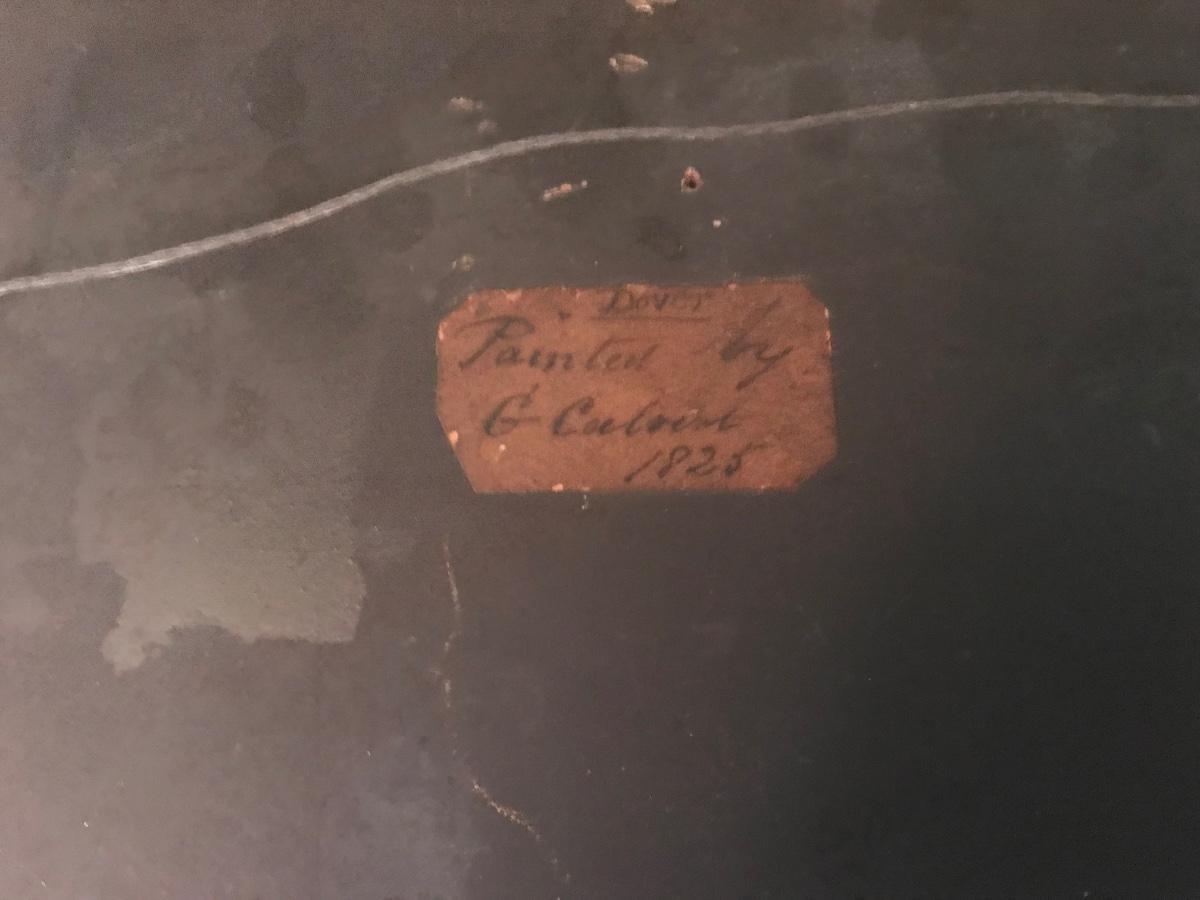 Dover
Painted by
G Calvert
1825